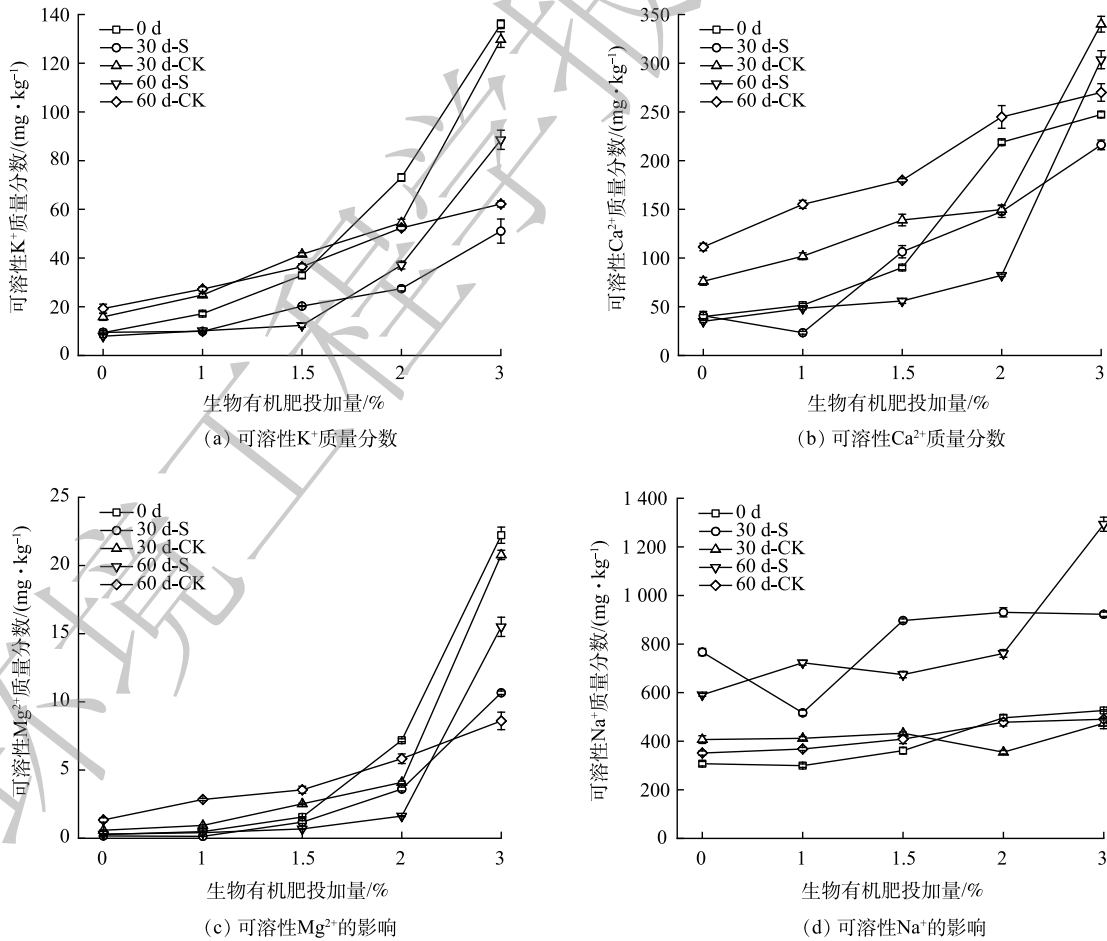 140
120
100
80
60
40
20
0
可溶性K⁺质量分数/(mg·kg⁻¹)
0 d
30 d-S
30 d-CK
60 d-S
60 d-CK
0 1 1.5 2 3
生物有机肥投加量/%
(a) 可溶性K⁺质量分数
350
300
250
200
150
100
50
0
可溶性Ca²⁺质量分数/(mg·kg⁻¹)
0 d
30 d-S
30 d-CK
60 d-S
60 d-CK
0 1 1.5 2 3
生物有机肥投加量/%
(b) 可溶性Ca²⁺质量分数
25
20
15
10
5
0
可溶性Mg²⁺质量分数/(mg·kg⁻¹)
0 d
30 d-S
30 d-CK
60 d-S
60 d-CK
0 1 1.5 2 3
生物有机肥投加量/%
(c) 可溶性Mg²⁺的影响
1 400
1 200
1 000
800
600
400
200
0
可溶性Na⁺质量分数/(mg·kg⁻¹)
0 d
30 d-S
30 d-CK
60 d-S
60 d-CK
0 1 1.5 2 3
生物有机肥投加量/%
(d) 可溶性Na⁺的影响
环境工程学报